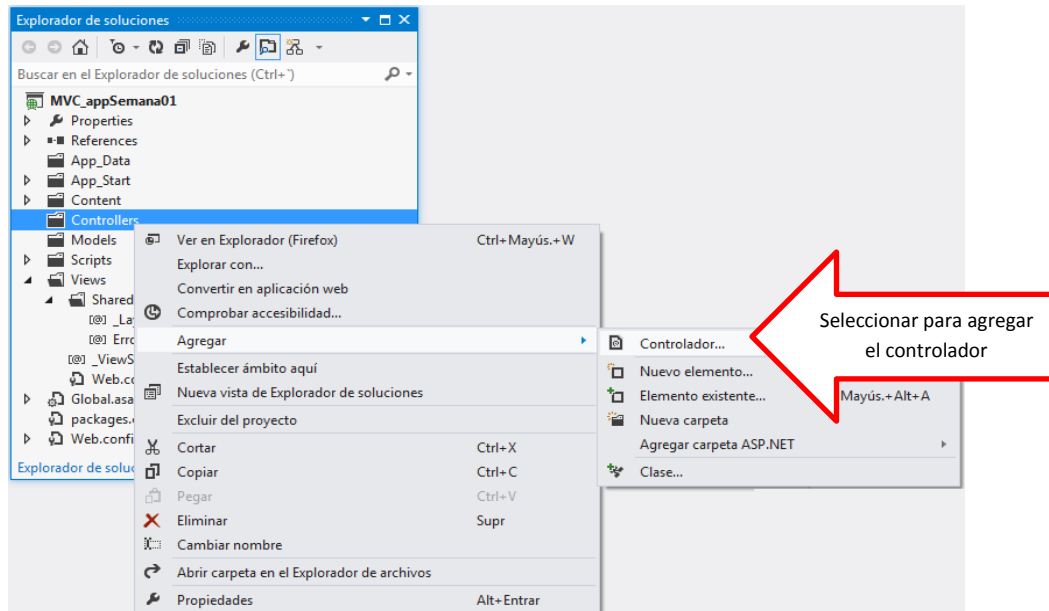 Explorador de soluciones
Buscar en el Explorador de soluciones (Ctrl+`)
MVC_appSemana01
Properties
References
App_Data
App_Start
Content
Controllers
Models
Scripts
Views
Shared
_La
Erro
_ViewS
Web.co
Global.asa
packages.
Web.confi
Explorador de soluc
Ver en Explorador (Firefox) Ctrl+Mayús.+W
Explorar con...
Convertir en aplicación web
Comprobar accesibilidad...
Agregar
Establecer ámbito aquí
Nueva vista de Explorador de soluciones
Excluir del proyecto
Cortar Ctrl+X
Copiar Ctrl+C
Pegar Ctrl+V
Eliminar Supr
Cambiar nombre
Abrir carpeta en el Explorador de archivos
Propiedades Alt+Entrar
Controlador...
Nuevo elemento...
Elemento existente... Mayús.+Alt+A
Nueva carpeta
Agregar carpeta ASP.NET
Clase...
Seleccionar para agregar
el controlador